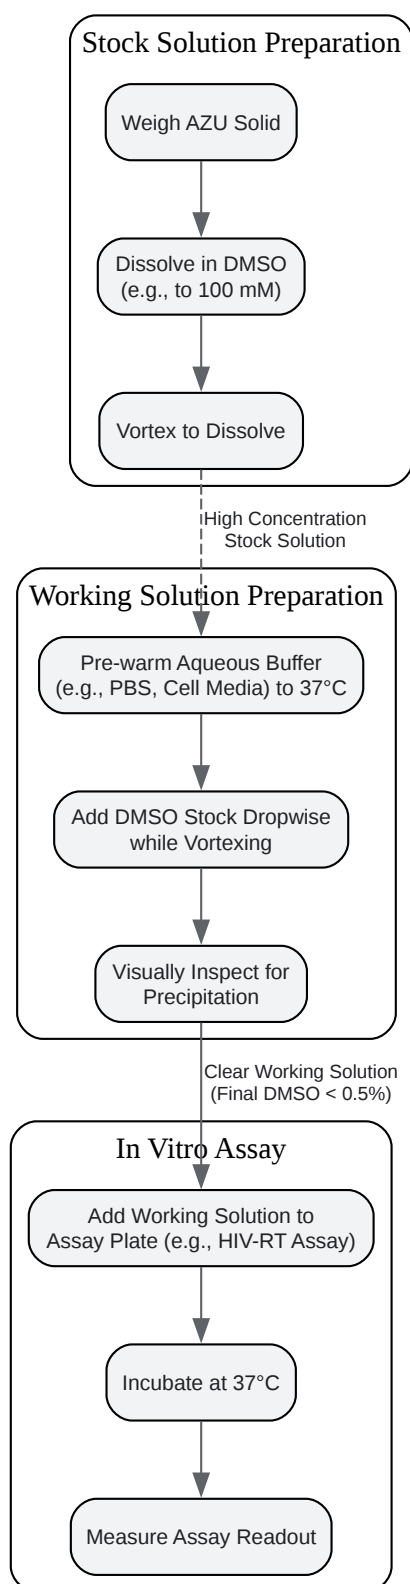 Stock Solution Preparation
Weigh AZU Solid
Dissolve in DMSO
(e.g., to 100 mM)
Vortex to Dissolve
High Concentration
Stock Solution
Working Solution Preparation
Pre-warm Aqueous Buffer
(e.g., PBS, Cell Media) to 37°C
Add DMSO Stock Dropwise
while Vortexing
Visually Inspect for
Precipitation
Clear Working Solution
(Final DMSO < 0.5%)
In Vitro Assay
Add Working Solution to
Assay Plate (e.g., HIV-RT Assay)
Incubate at 37°C
Measure Assay Readout